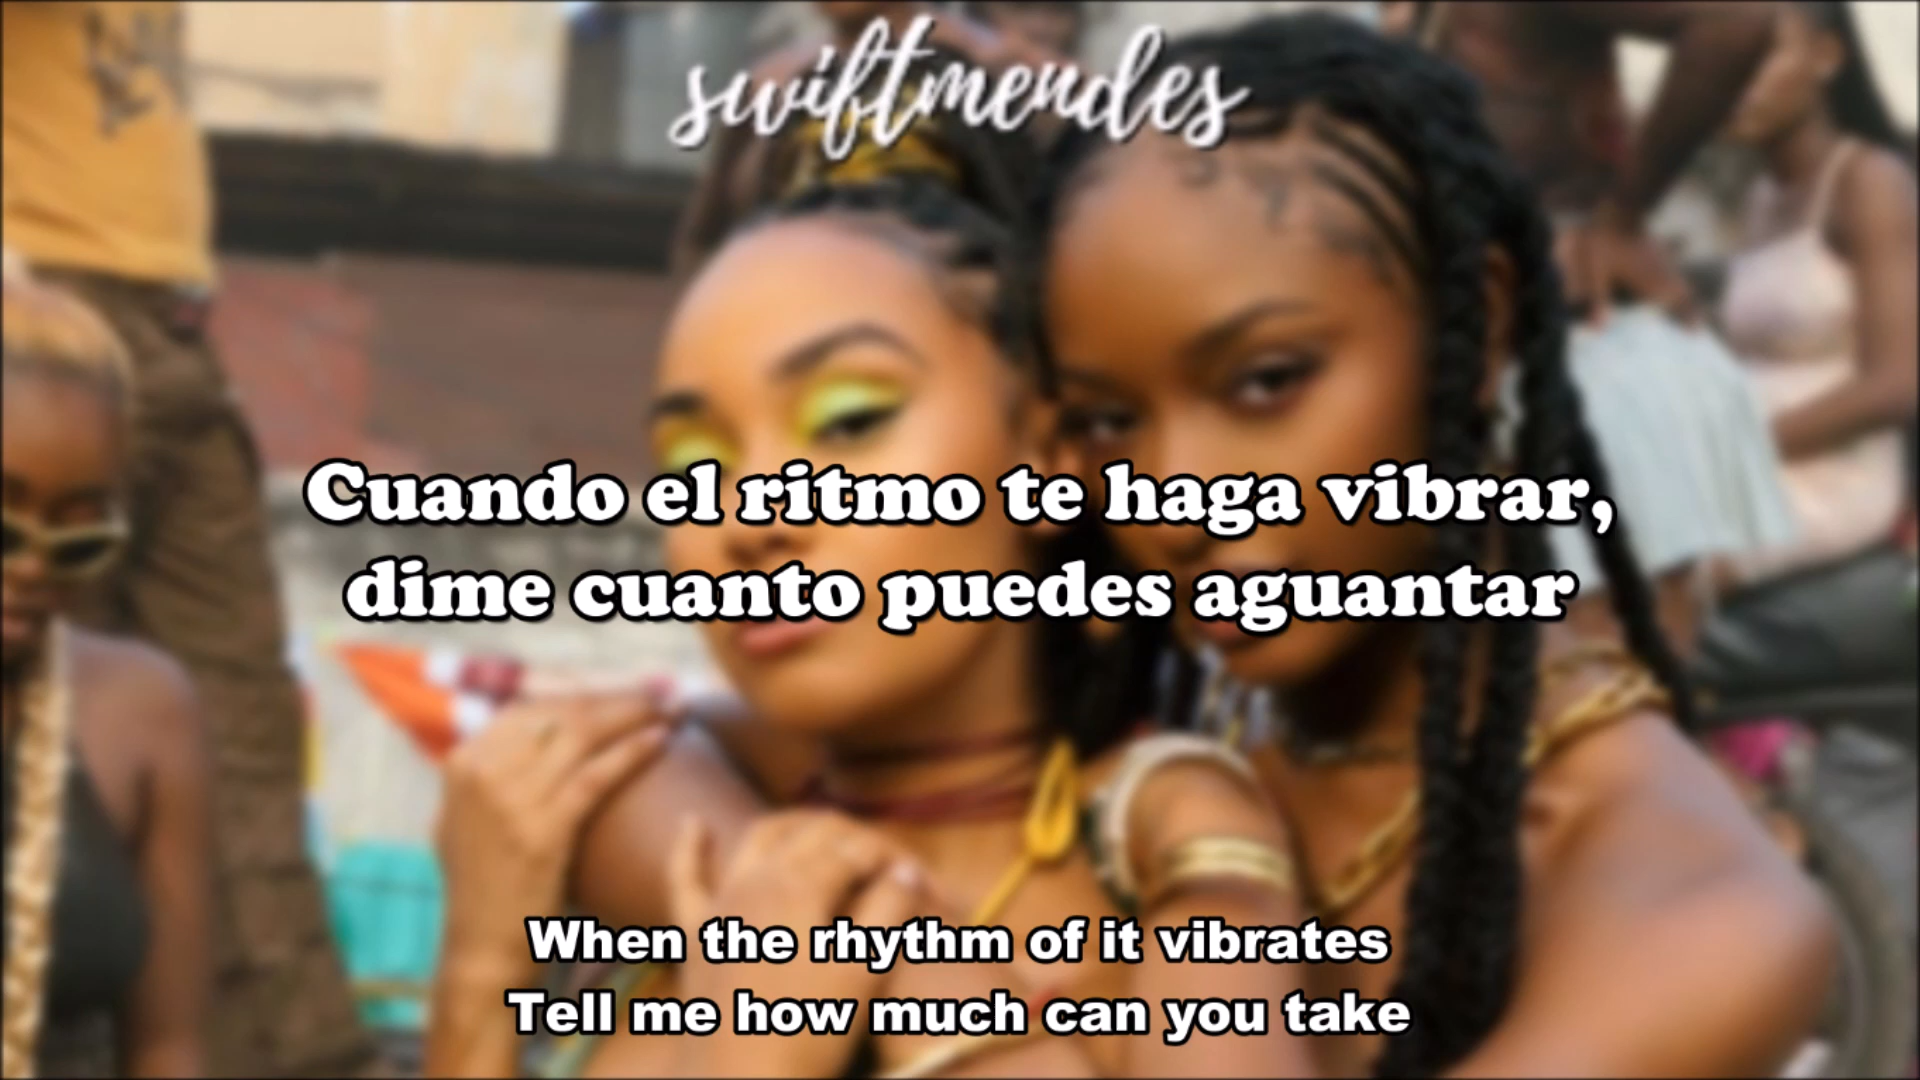 swiftmendes
Cuando el ritmo te haga vibrar,
dime cuanto puedes aguantar
When the rhythm of it vibrates
Tell me how much can you take